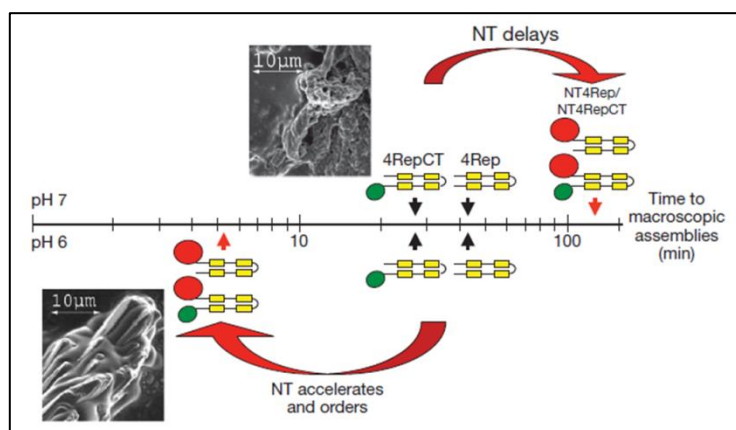 NT delays
10μm
NT4Rep/
NT4RepCT
4RepCT 4Rep
pH 7
Time to
macroscopic
assemblies
(min)
pH 6
10
100
10μm
NT accelerates
and orders